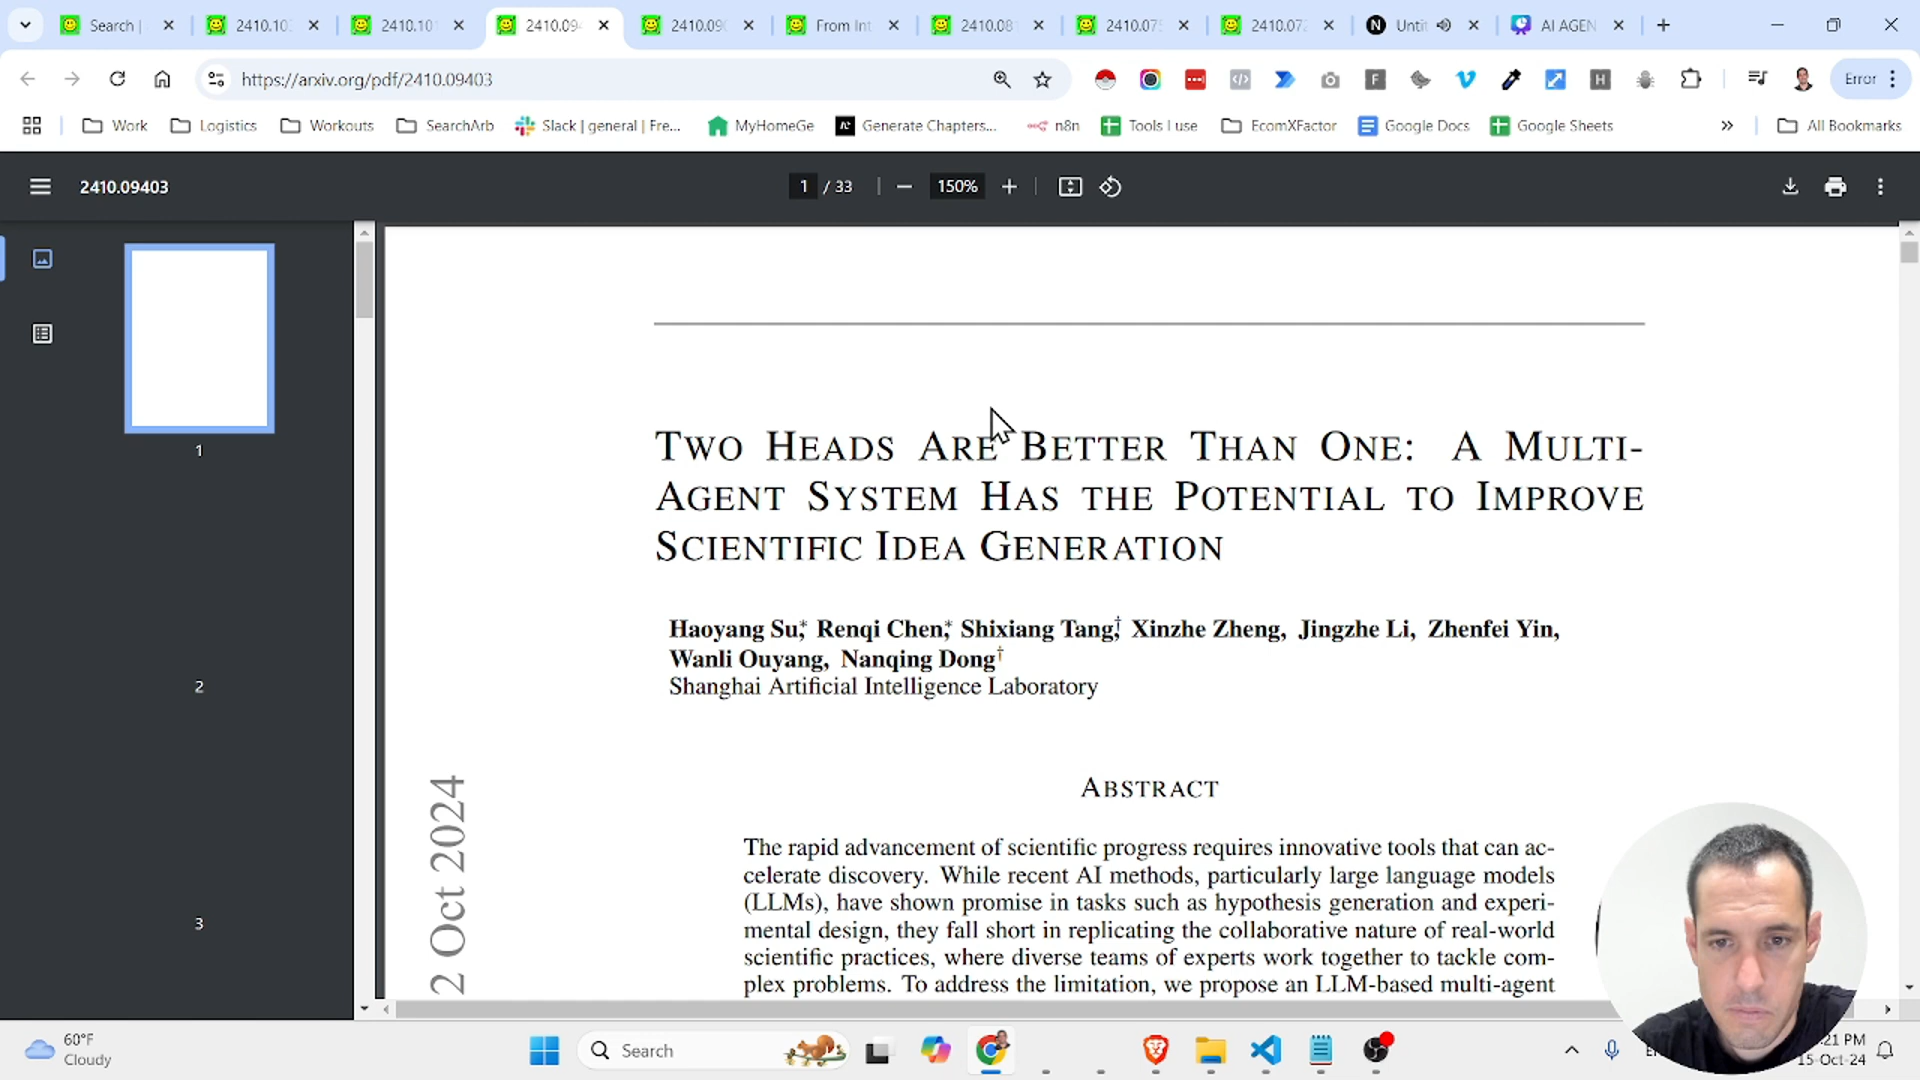 Search |
2410.10
2410.101
2410.09
2410.090
From Int
2410.081
2410.075
2410.072
Untit
AI AGEN
https://arxiv.org/pdf/2410.09403
Error
Work
Logistics
Workouts
SearchArb
Slack | general | Fre...
MyHomeGe
Generate Chapters...
n8n
Tools I use
EcomXFactor
Google Docs
Google Sheets
All Bookmarks
2410.09403
1 / 33
150%
1
2
3
TWO HEADS ARE BETTER THAN ONE: A MULTI-
AGENT SYSTEM HAS THE POTENTIAL TO IMPROVE
SCIENTIFIC IDEA GENERATION
Haoyang Su,* Renqi Chen,* Shixiang Tang,† Xinzhe Zheng, Jingzhe Li, Zhenfei Yin,
Wanli Ouyang, Nanqing Dong†
Shanghai Artificial Intelligence Laboratory
2 Oct 2024
ABSTRACT
The rapid advancement of scientific progress requires innovative tools that can ac-
celerate discovery. While recent AI methods, particularly large language models
(LLMs), have shown promise in tasks such as hypothesis generation and experi-
mental design, they fall short in replicating the collaborative nature of real-world
scientific practices, where diverse teams of experts work together to tackle com-
plex problems. To address the limitation, we propose an LLM-based multi-agent
60°F
Cloudy
Search
:21 PM
15-Oct-24